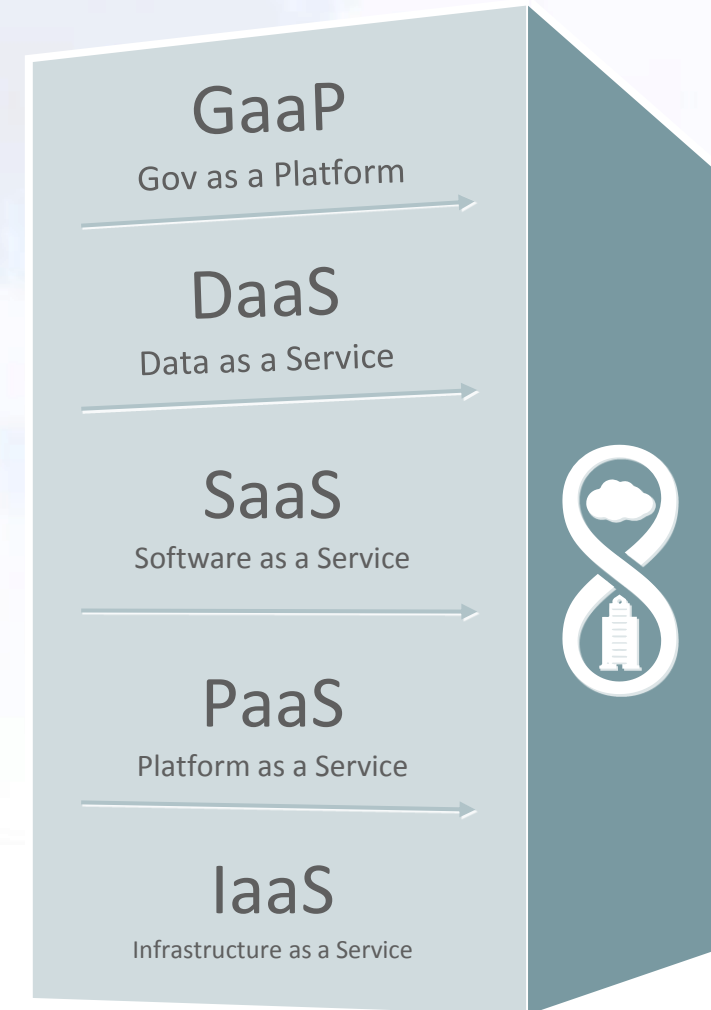 GaaP
Gov as a Platform
DaaS
Data as a Service
SaaS
Software as a Service
PaaS
Platform as a Service
IaaS
Infrastructure as a Service